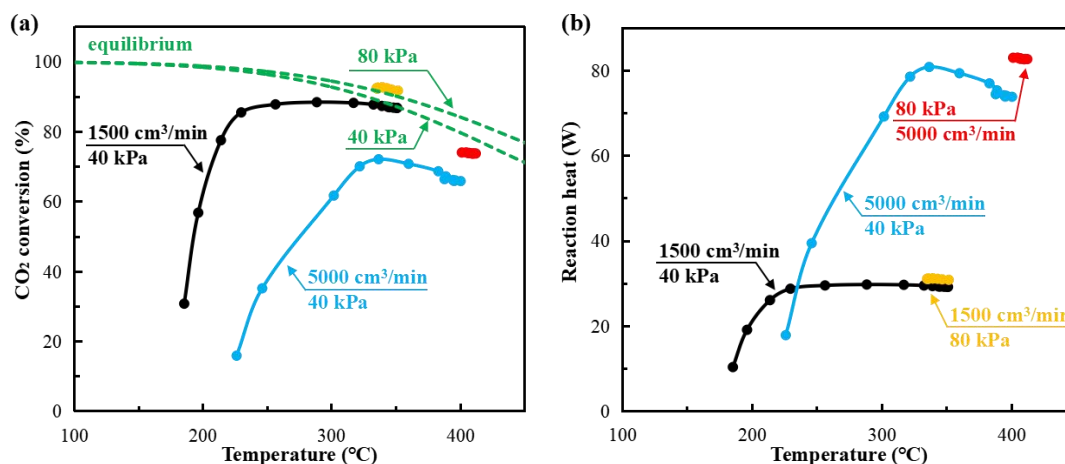 (a)
equilibrium
80 kPa
1500 cm³/min
40 kPa
40 kPa
5000 cm³/min
40 kPa
CO₂ conversion (%)
100
80
60
40
20
0
100
200
300
400
Temperature (℃)
(b)
80 kPa
5000 cm³/min
5000 cm³/min
40 kPa
1500 cm³/min
40 kPa
1500 cm³/min
80 kPa
Reaction heat (W)
80
60
40
20
0
100
200
300
400
Temperature (℃)